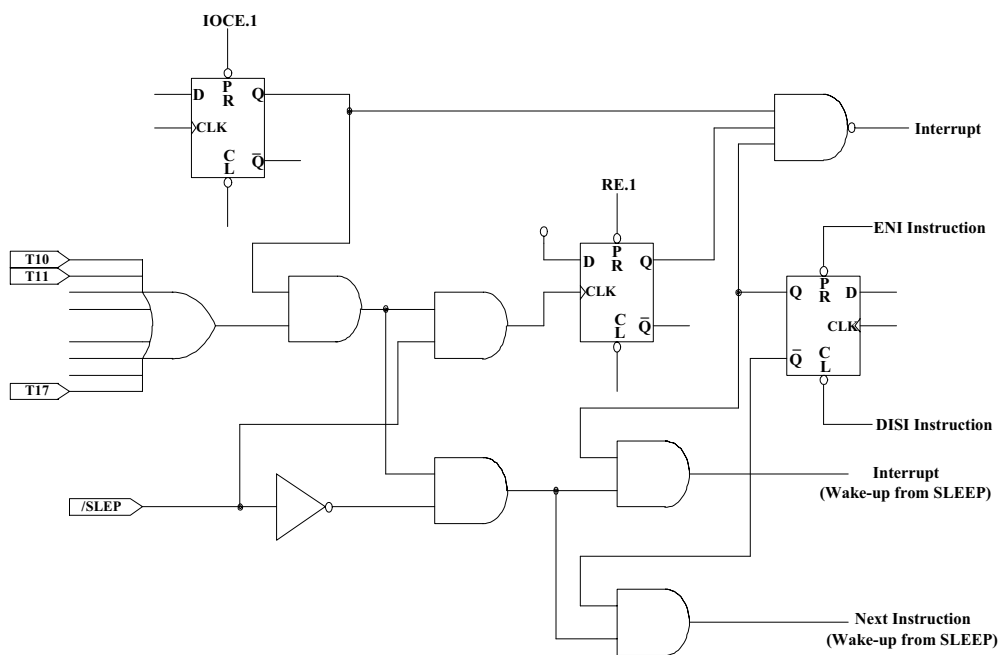 IOCE.1
D
P
R
Q
CLK
C
L
Q
Interrupt
RE.1
D
P
R
Q
CLK
C
L
Q
ENI Instruction
Q
P
R
D
CLK
Q
C
L
DISI Instruction
T10
T11
T17
/SLEP
Interrupt
(Wake-up from SLEEP)
Next Instruction
(Wake-up from SLEEP)